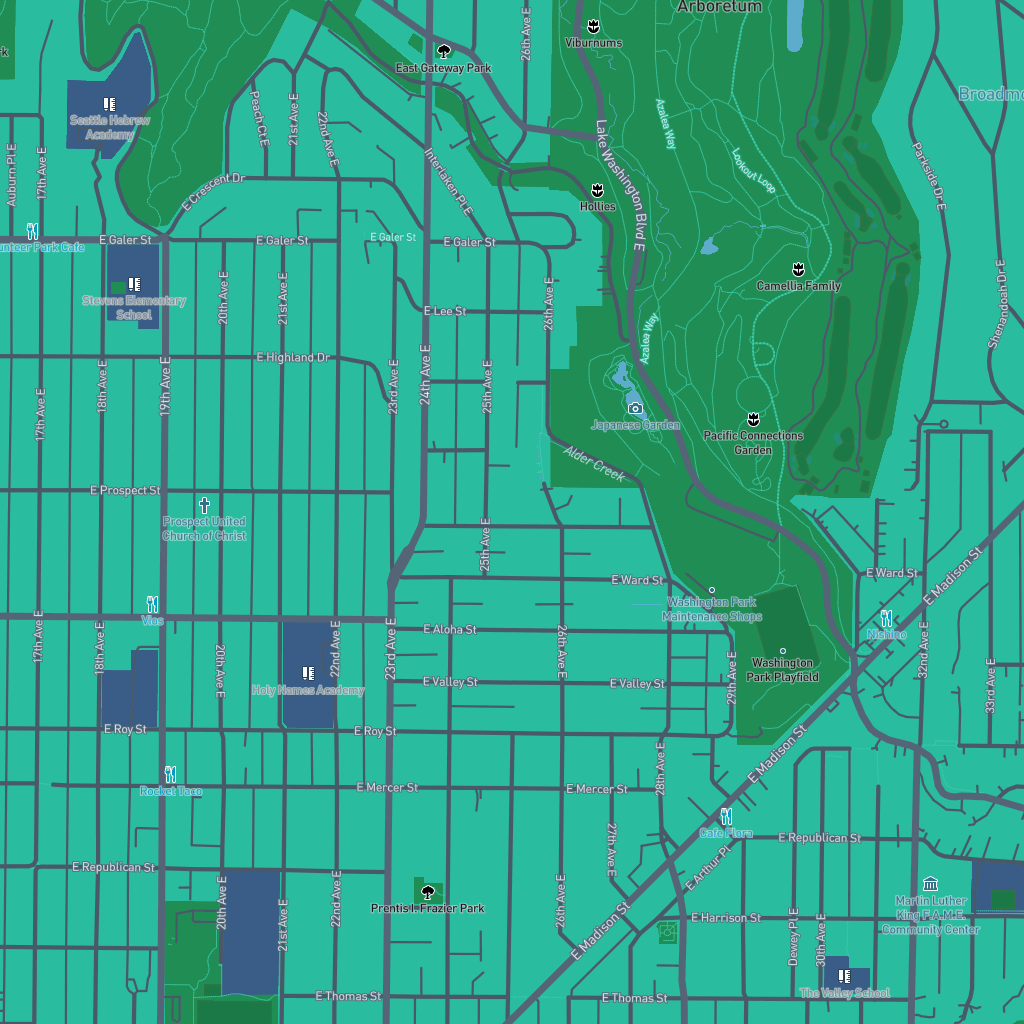 Arboretum
Viburnums
26th Ave E
East Gateway Park
Broadmo
Seattle Hebrew
Academy
Peach Ct E
21st Ave E
22nd Ave E
Azalea Way
Lake Washington Blvd E
Lookout Loop
Auburn Pl E
17th Ave E
Interlaken Pl E
Parkside Dr E
E Crescent Dr
Hollies
unteer Park Cafe
E Galer St
E Galer St
E Galer St
E Galer St
Camellia Family
Stevens Elementary
School
20th Ave E
21st Ave E
26th Ave E
Shenandoah Dr E
E Lee St
Azalea Way
E Highland Dr
17th Ave E
18th Ave E
19th Ave E
23rd Ave E
24th Ave E
25th Ave E
Japanese Garden
Pacific Connections
Garden
Alder Creek
E Prospect St
Prospect United
Church of Christ
25th Ave E
E Madison St
E Ward St
E Ward St
Washington Park
Maintenance Shops
Vios
17th Ave E
18th Ave E
20th Ave E
22nd Ave E
23rd Ave E
E Aloha St
26th Ave E
Nishino
32nd Ave E
Washington
Park Playfield
Holy Names Academy
E Valley St
E Valley St
29th Ave E
33rd Ave E
E Roy St
E Roy St
E Madison St
28th Ave E
Rocket Taco
E Mercer St
E Mercer St
Cafe Flora
27th Ave E
E Republican St
E Republican St
E Arthur Pl
20th Ave E
21st Ave E
22nd Ave E
Prentis I. Frazier Park
26th Ave E
E Madison St
E Harrison St
Dewey Pl E
30th Ave E
Martin Luther
King F.A.M.E.
Community Center
The Valley School
E Thomas St
E Thomas St